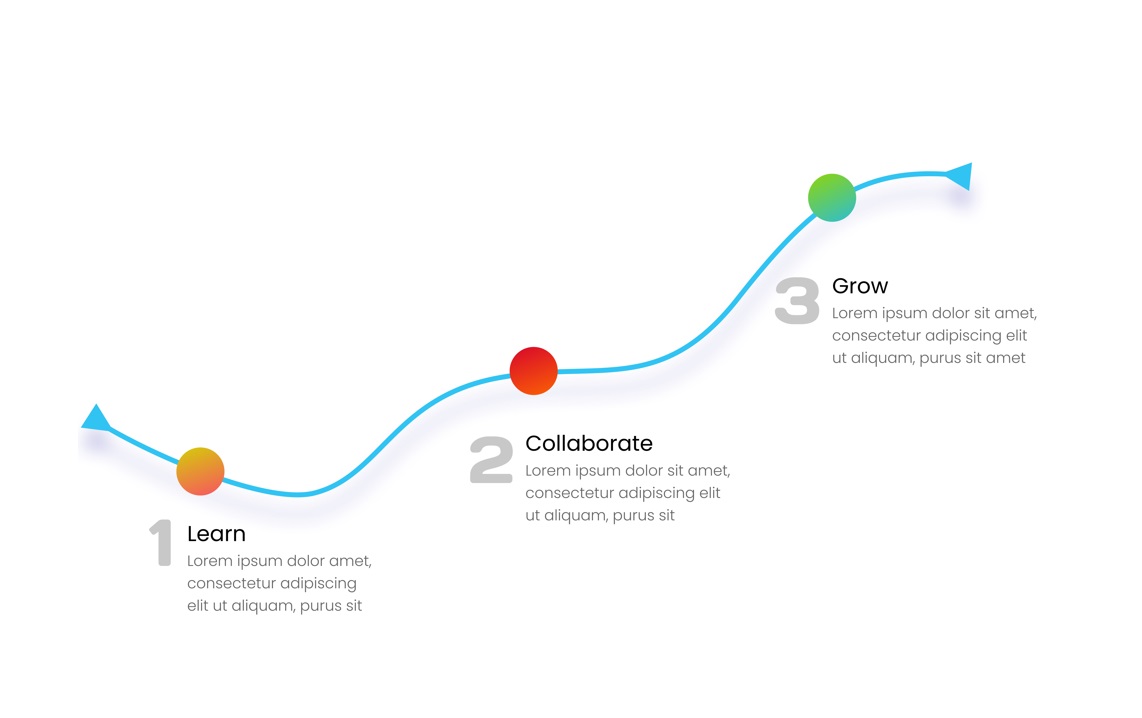 1
Learn
Lorem ipsum dolor amet,
consectetur adipiscing
elit ut aliquam, purus sit
2
Collaborate
Lorem ipsum dolor sit amet,
consectetur adipiscing elit
ut aliquam, purus sit
3
Grow
Lorem ipsum dolor sit amet,
consectetur adipiscing elit
ut aliquam, purus sit amet